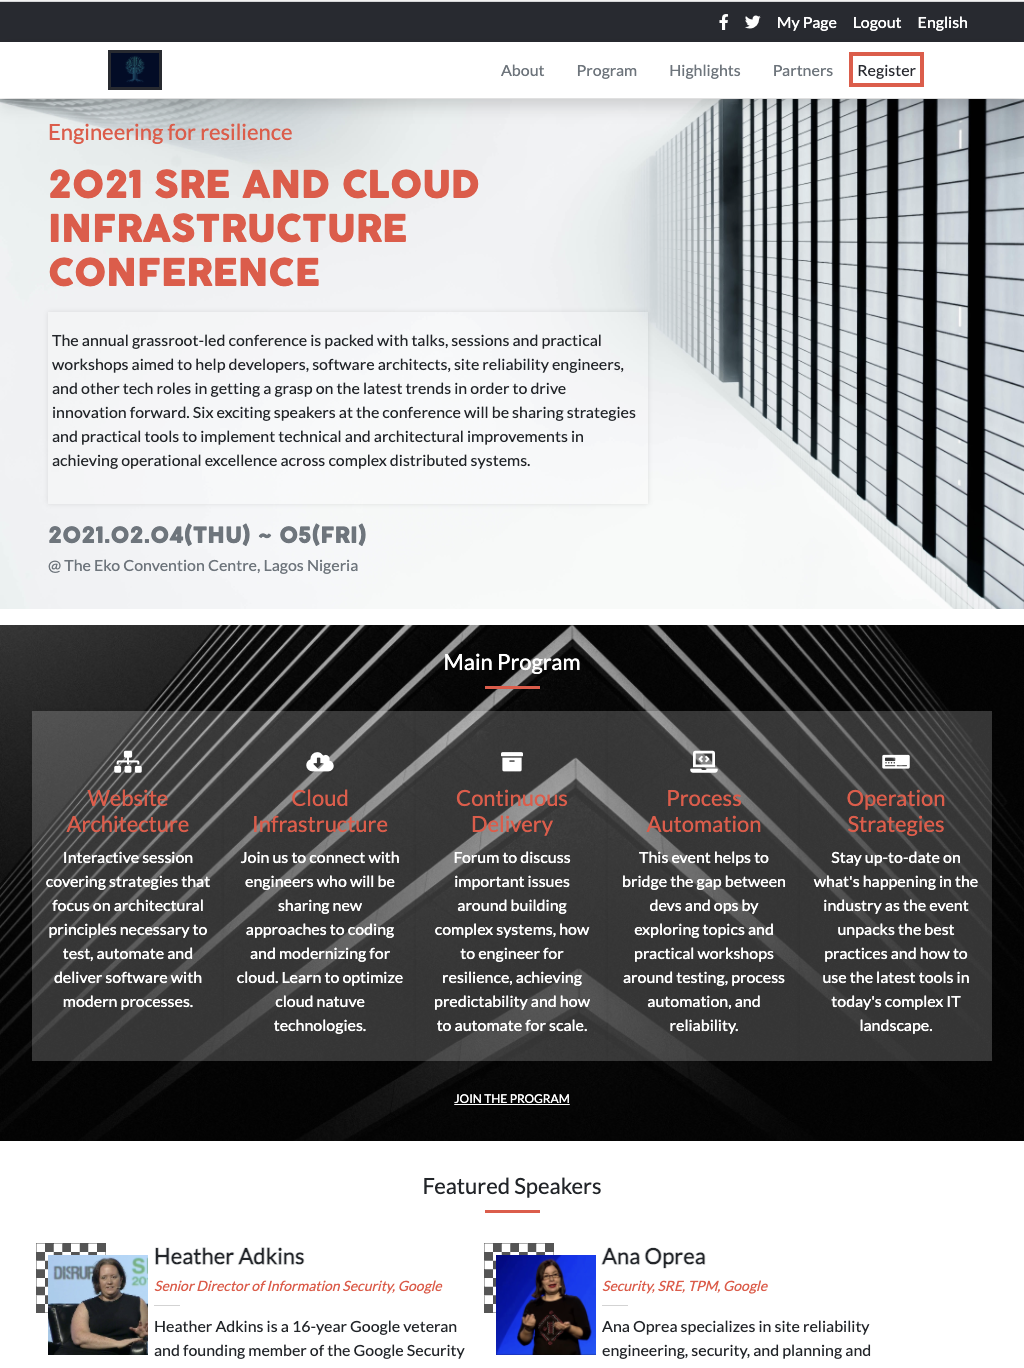 My Page Logout English
About Program Highlights Partners Register
Engineering for resilience
2021 SRE AND CLOUD
INFRASTRUCTURE
CONFERENCE
The annual grassroot-led conference is packed with talks, sessions and practical
workshops aimed to help developers, software architects, site reliability engineers,
and other tech roles in getting a grasp on the latest trends in order to drive
innovation forward. Six exciting speakers at the conference will be sharing strategies
and practical tools to implement technical and architectural improvements in
achieving operational excellence across complex distributed systems.
2021.02.04(THU) ~ 05(FRI)
@ The Eko Convention Centre, Lagos Nigeria
Main Program
Website
Architecture
Interactive session
covering strategies that
focus on architectural
principles necessary to
test, automate and
deliver software with
modern processes.
Cloud
Infrastructure
Join us to connect with
engineers who will be
sharing new
approaches to coding
and modernizing for
cloud. Learn to optimize
cloud natuve
technologies.
Continuous
Delivery
Forum to discuss
important issues
around building
complex systems, how
to engineer for
resilience, achieving
predictability and how
to automate for scale.
Process
Automation
This event helps to
bridge the gap between
devs and ops by
exploring topics and
practical workshops
around testing, process
automation, and
reliability.
Operation
Strategies
Stay up-to-date on
what's happening in the
industry as the event
unpacks the best
practices and how to
use the latest tools in
today's complex IT
landscape.
JOIN THE PROGRAM
Featured Speakers
Heather Adkins
Senior Director of Information Security, Google
Heather Adkins is a 16-year Google veteran
and founding member of the Google Security
Ana Oprea
Security, SRE, TPM, Google
Ana Oprea specializes in site reliability
engineering, security, and planning and